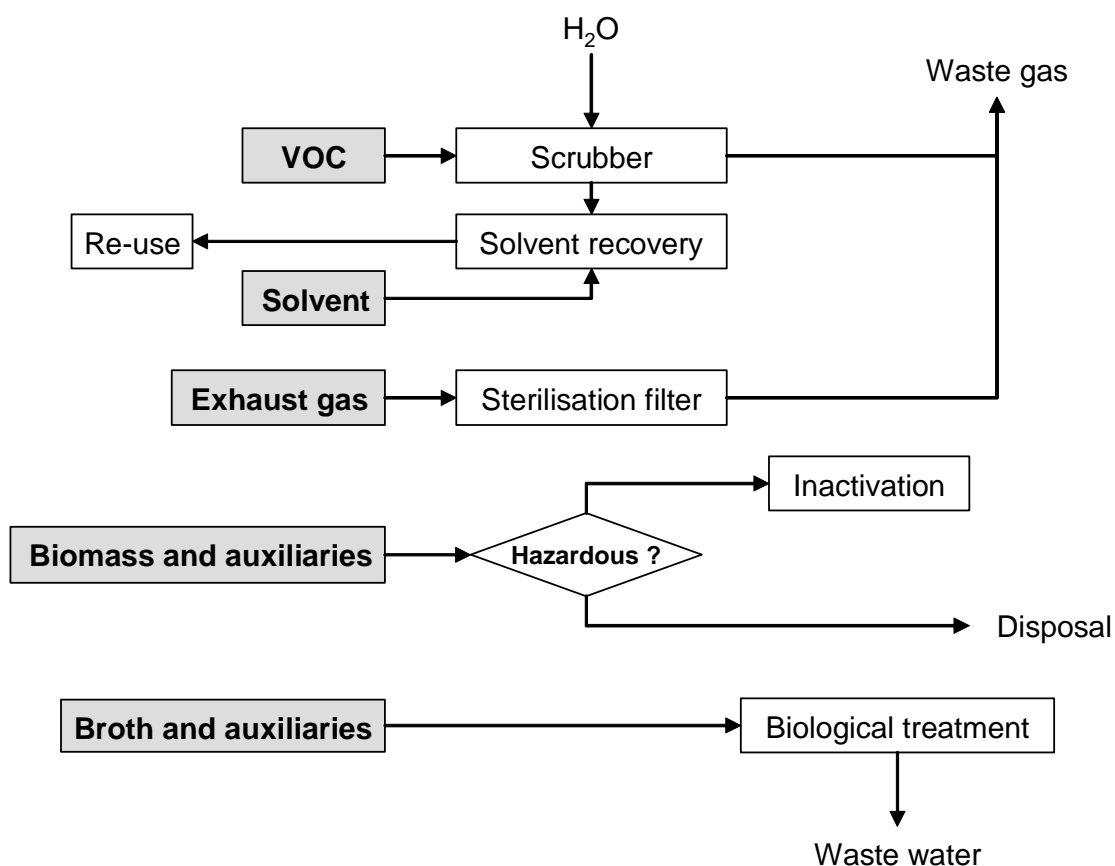 H₂O
Waste gas
VOC
Scrubber
Re-use
Solvent recovery
Solvent
Exhaust gas
Sterilisation filter
Inactivation
Biomass and auxiliaries
Hazardous ?
Disposal
Broth and auxiliaries
Biological treatment
Waste water